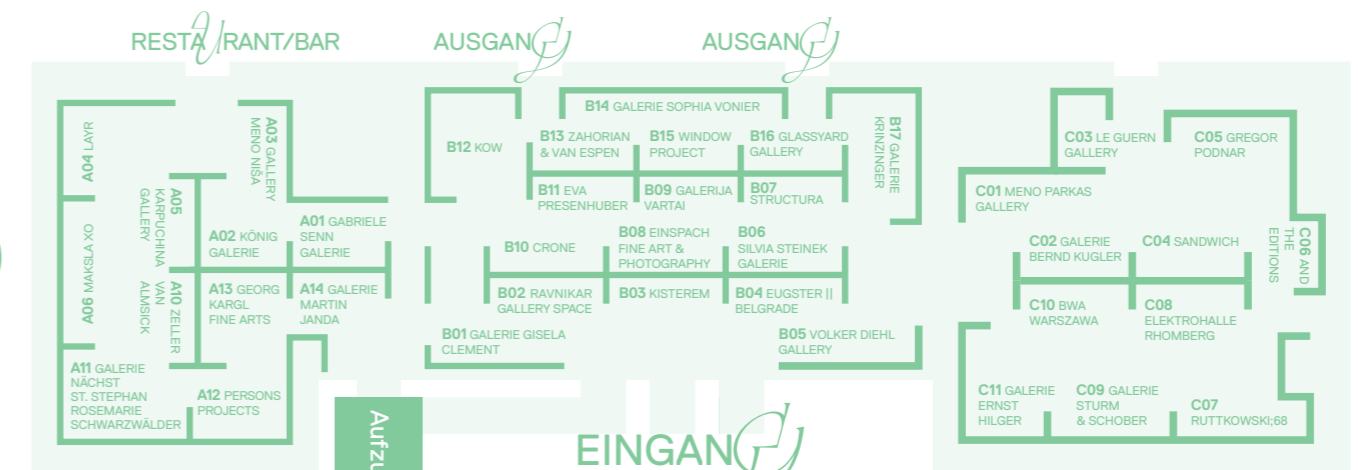 RESTAURANT/BAR
AUSGANG
AUSGANG
A04 LAYR
A03 GALLERY
MENO NIŠA
A05
KARPUCHINA
GALLERY
A06 MAKSLA XO
A02 KÖNIG
GALERIE
A01 GABRIELE
SENN
GALERIE
A10 ZELLER
VAN
ALMSICK
A13 GEORG
KARGL
FINE ARTS
A14 GALERIE
MARTIN
JANDA
A11 GALERIE
NÄCHST
ST. STEPHAN
ROSEMARIE
SCHWARZWÄLDER
A12 PERSONS
PROJECTS
B14 GALERIE SOPHIA VONIER
B12 KOW
B13 ZAHORIAN
& VAN ESPEN
B15 WINDOW
PROJECT
B16 GLASSYARD
GALLERY
B17 GALERIE
KRINZINGER
B11 EVA
PRESENHUBER
B09 GALERIJA
VARTAI
B07
STRUCTURA
B10 CRONE
B08 EINSPACH
FINE ART &
PHOTOGRAPHY
B06
SILVIA STEINEK
GALERIE
B02 RAVNIKAR
GALLERY SPACE
B03 KISTEREM
B04 EUGSTER ||
BELGRADE
B01 GALERIE GISELA
CLEMENT
B05 VOLKER DIEHL
GALLERY
C03 LE GUERN
GALLERY
C05 GREGOR
PODNAR
C01 MENO PARKAS
GALLERY
C02 GALERIE
BERND KUGLER
C04 SANDWICH
C06 AND
THE
EDITIONS
C10 BWA
WARSZAWA
C08
ELEKTROHALLE
RHOMBERG
C11 GALERIE
ERNST
HILGER
C09 GALERIE
STURM
& SCHOBER
C07
RUTTKOWSKI;68
Aufzu
EINGANG